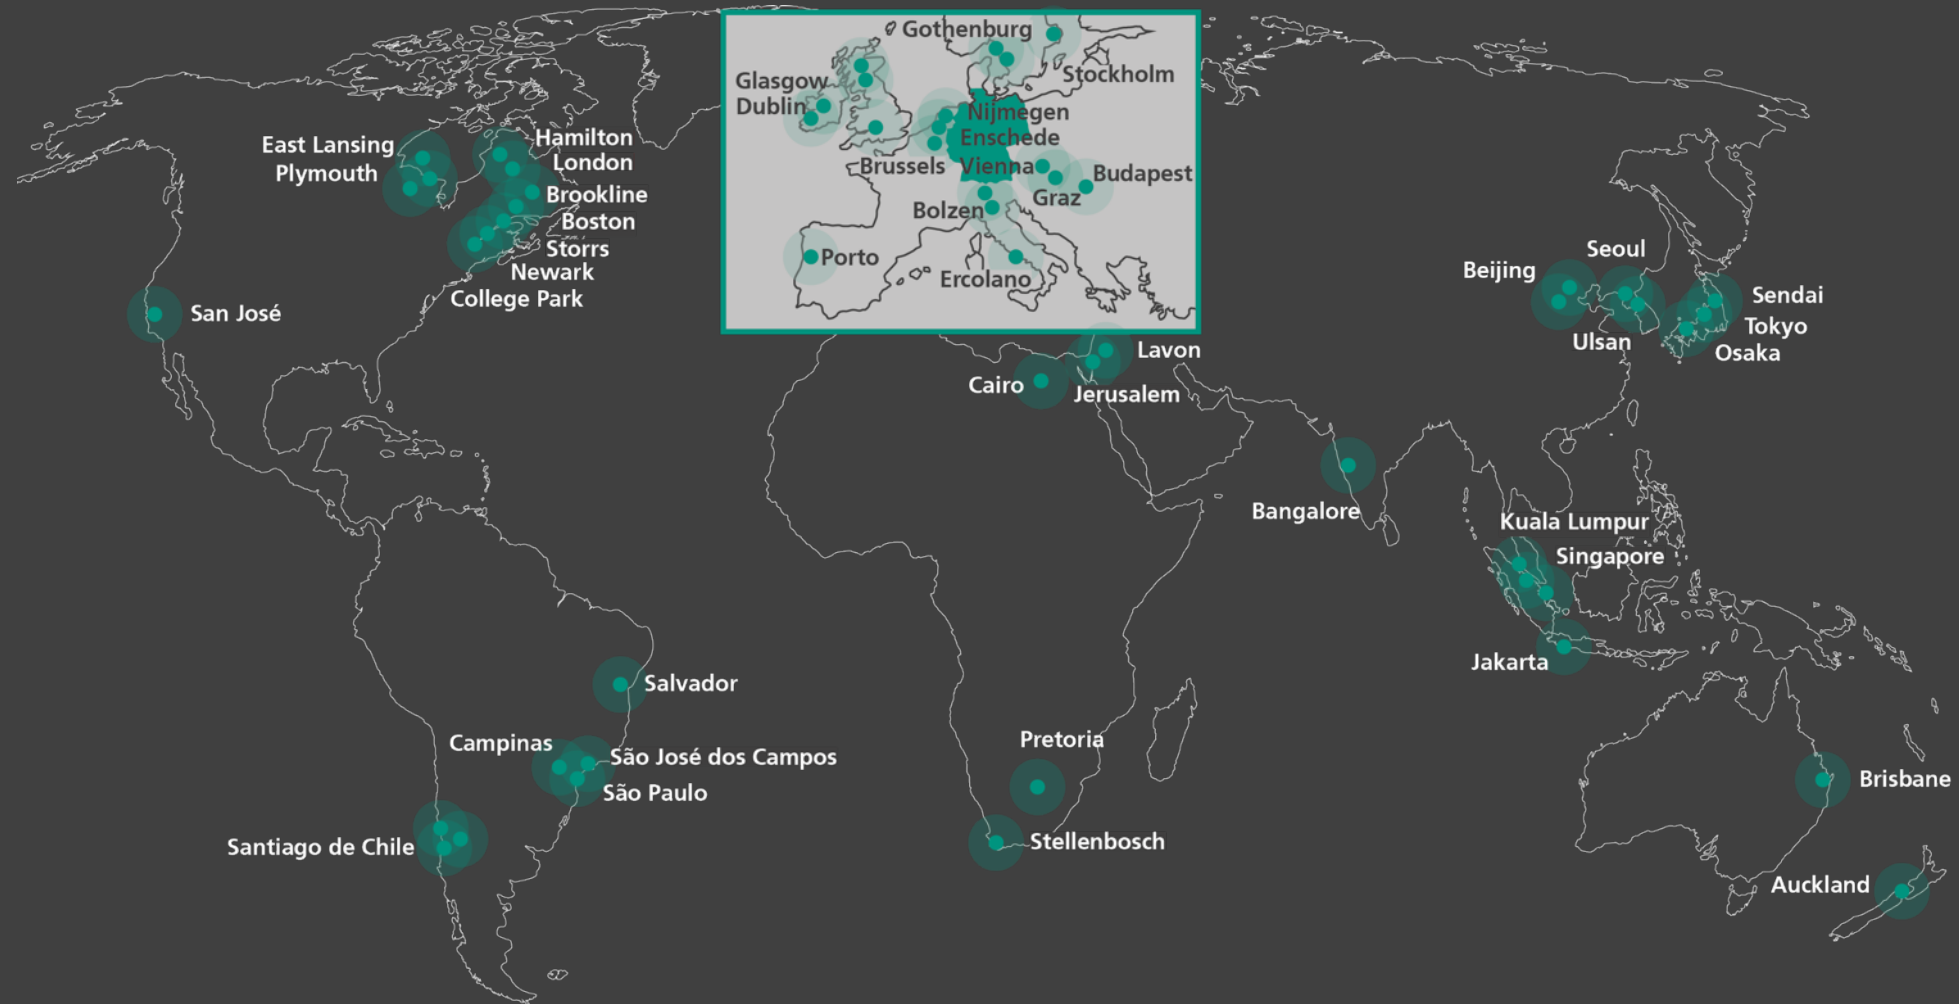 Gothenburg
Stockholm
Glasgow
Dublin
Nijmegen
Enschede
Brussels
Vienna
Budapest
Graz
Bolzen
Porto
Ercolano
East Lansing
Plymouth
Hamilton
London
Brookline
Boston
Storrs
Newark
College Park
San José
Seoul
Beijing
Sendai
Tokyo
Ulsan
Osaka
Lavon
Cairo
Jerusalem
Bangalore
Kuala Lumpur
Singapore
Jakarta
Salvador
Campinas
São José dos Campos
São Paulo
Santiago de Chile
Pretoria
Stellenbosch
Brisbane
Auckland